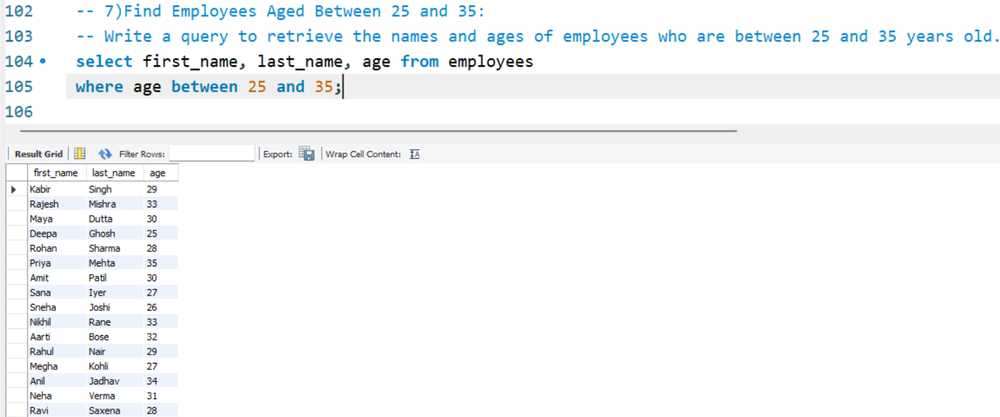 102 -- 7)Find Employees Aged Between 25 and 35:
103 -- Write a query to retrieve the names and ages of employees who are between 25 and 35 years old.
104 select first_name, last_name, age from employees
105 where age between 25 and 35;
106
Result Grid Filter Rows: Export: Wrap Cell Content: IA
first_name last_name age
Kabir Singh 29
Rajesh Mishra 33
Maya Dutta 30
Deepa Ghosh 25
Rohan Sharma 28
Priya Mehta 35
Amit Patil 30
Sana Iyer 27
Sneha Joshi 26
Nikhil Rane 33
Aarti Bose 32
Rahul Nair 29
Megha Kohli 27
Anil Jadhav 34
Neha Verma 31
Ravi Saxena 28